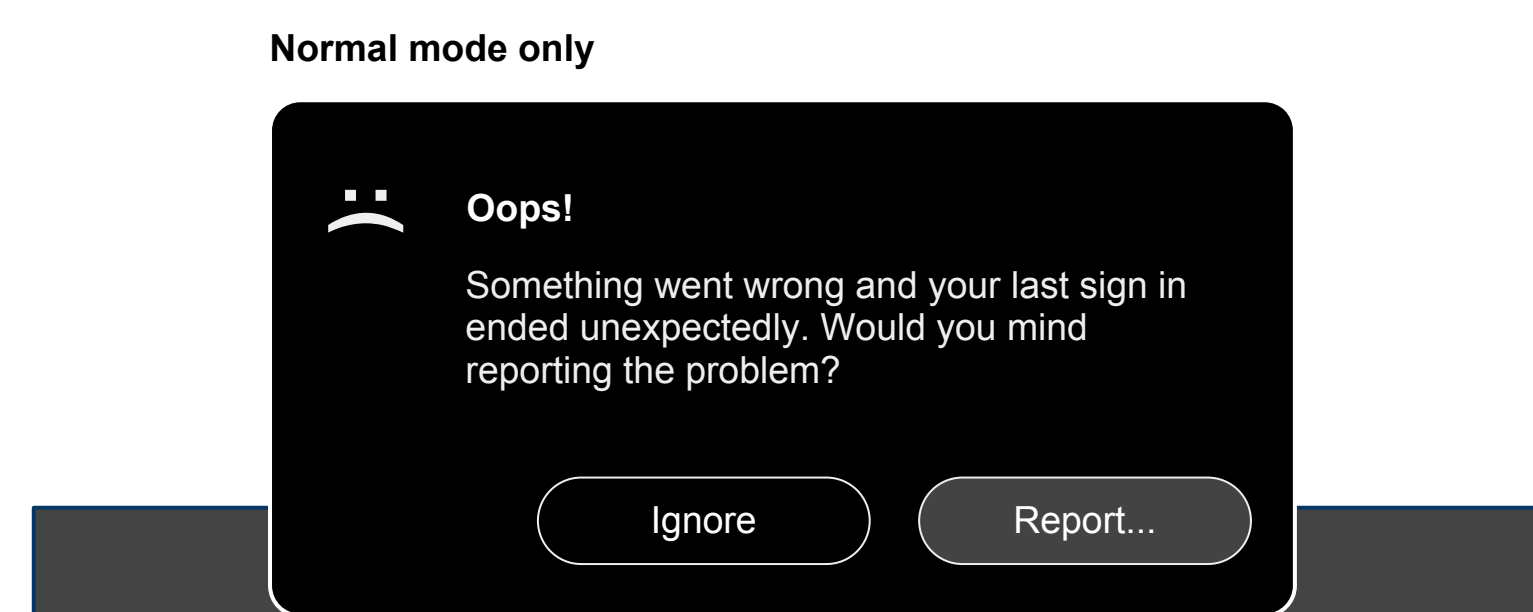 Normal mode only
Oops!
Something went wrong and your last sign in
ended unexpectedly. Would you mind
reporting the problem?
Ignore
Report...